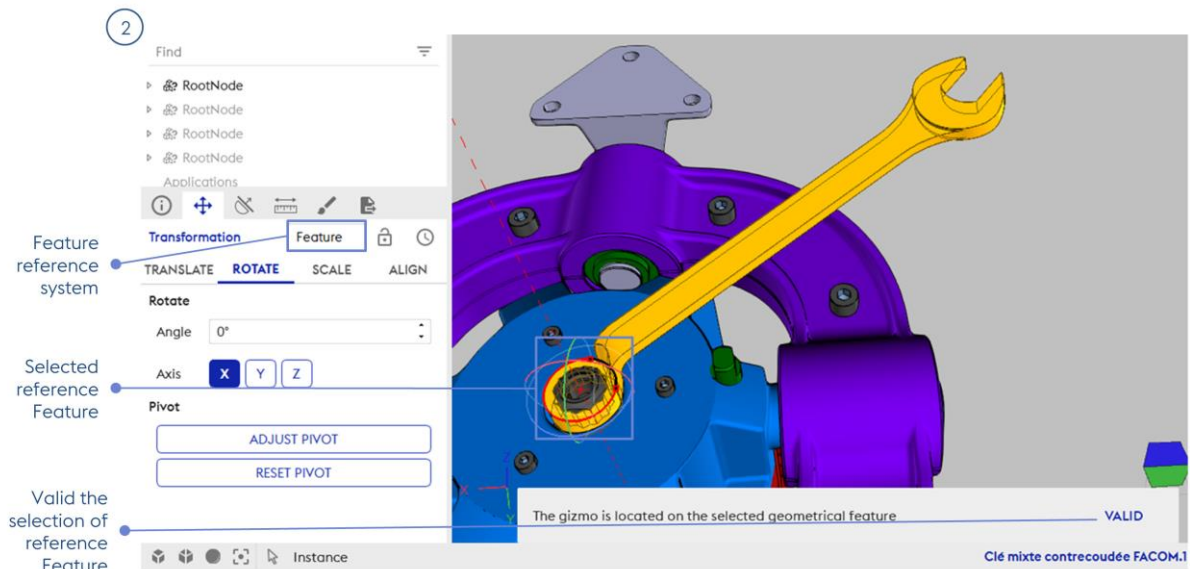 2
Find
RootNode
RootNode
RootNode
RootNode
Applications
Feature
reference
system
Transformation
Feature
TRANSLATE ROTATE SCALE ALIGN
Rotate
Angle 0°
Selected
reference
Feature
Axis X Y Z
Pivot
ADJUST PIVOT
RESET PIVOT
Z
X
Y
Valid the
selection of
reference
Feature
The gizmo is located on the selected geometrical feature VALID
Instance
Clé mixte contrecoudée FACOM.1